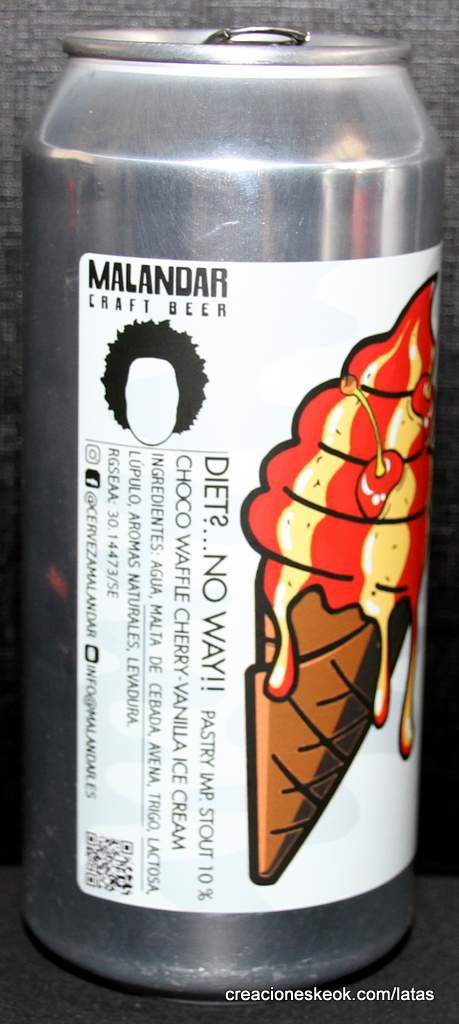 MALANDAR
CRAFT BEER
DIET?...NO WAY!! PASTRY IMP. STOUT 10%
CHOCO WAFFLE CHERRY-VANILLA ICE CREAM
INGREDIENTES: AGUA, MALTA DE CEBADA, AVENA, TRIGO, LACTOSA,
LÚPULO, AROMAS NATURALES, LEVADURA.
RGSEAA: 30.14473/SE
@CERVEZAMALANDAR INFO@MALANDAR.ES
creacioneskeok.com/latas